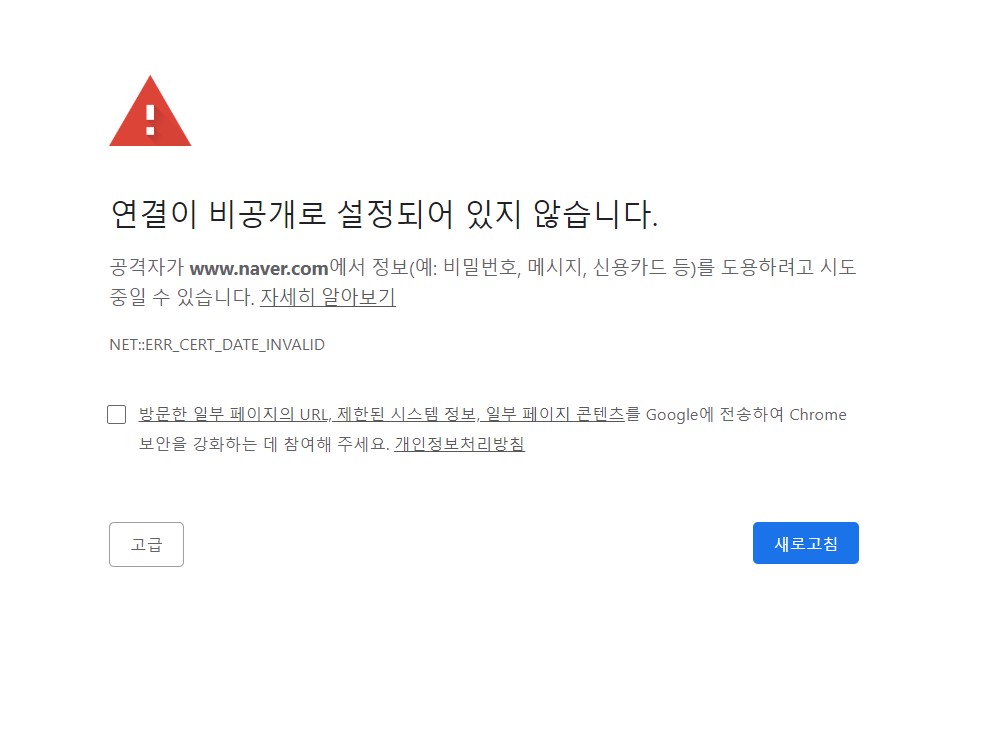 연결이 비공개로 설정되어 있지 않습니다.
공격자가 www.naver.com에서 정보(예: 비밀번호, 메시지, 신용카드 등)를 도용하려고 시도
중일 수 있습니다. 자세히 알아보기
NET::ERR_CERT_DATE_INVALID
방문한 일부 페이지의 URL, 제한된 시스템 정보, 일부 페이지 콘텐츠를 Google에 전송하여 Chrome
보안을 강화하는 데 참여해 주세요. 개인정보처리방침
고급
새로고침